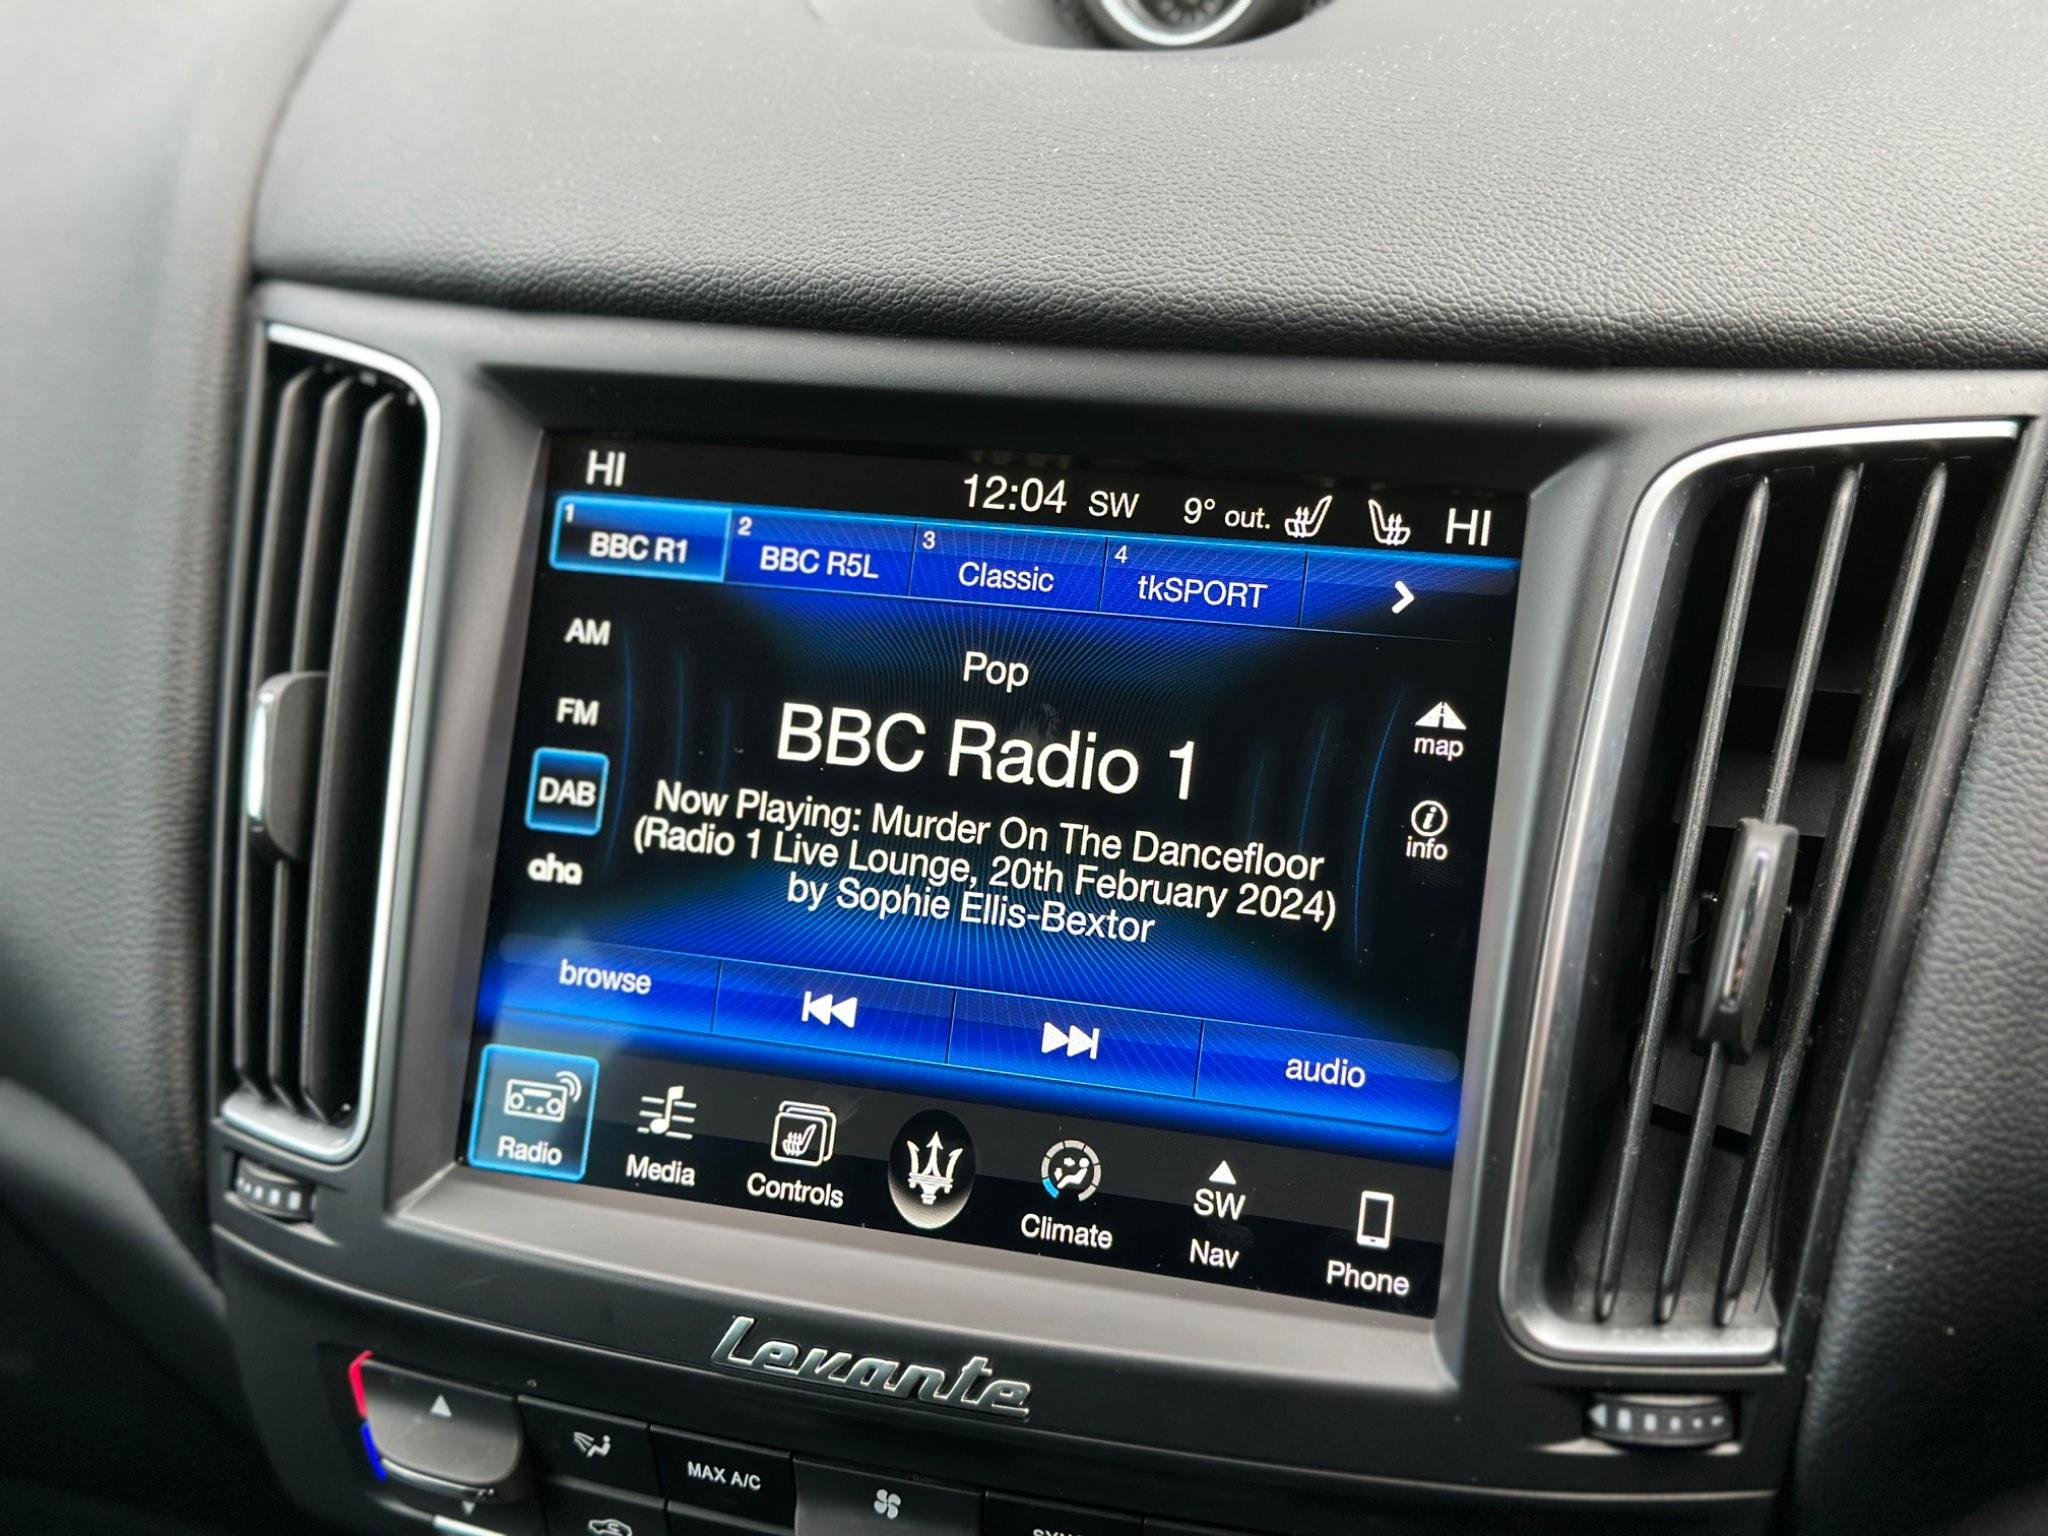 HI 12:04 SW 9° out. HI
1 BBC R1 2 BBC R5L 3 Classic 4 tkSPORT
AM
Pop
FM
BBC Radio 1
map
DAB
Now Playing: Murder On The Dancefloor
(Radio 1 Live Lounge, 20th February 2024)
by Sophie Ellis-Bextor
info
aha
browse
audio
Radio Media Controls Climate SW Nav Phone
Levante
MAX A/C